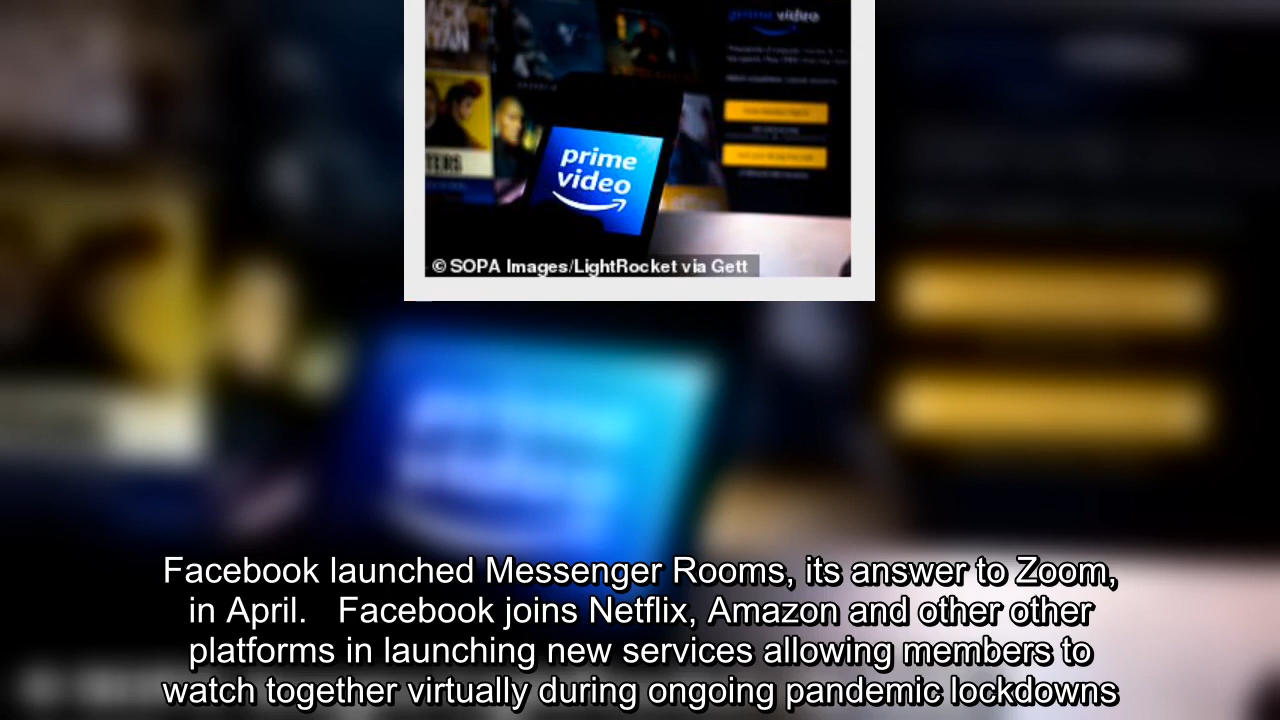 prime video
prime
video
© SOPA Images/LightRocket via Gett
Facebook launched Messenger Rooms, its answer to Zoom,
in April. Facebook joins Netflix, Amazon and other other
platforms in launching new services allowing members to
watch together virtually during ongoing pandemic lockdowns